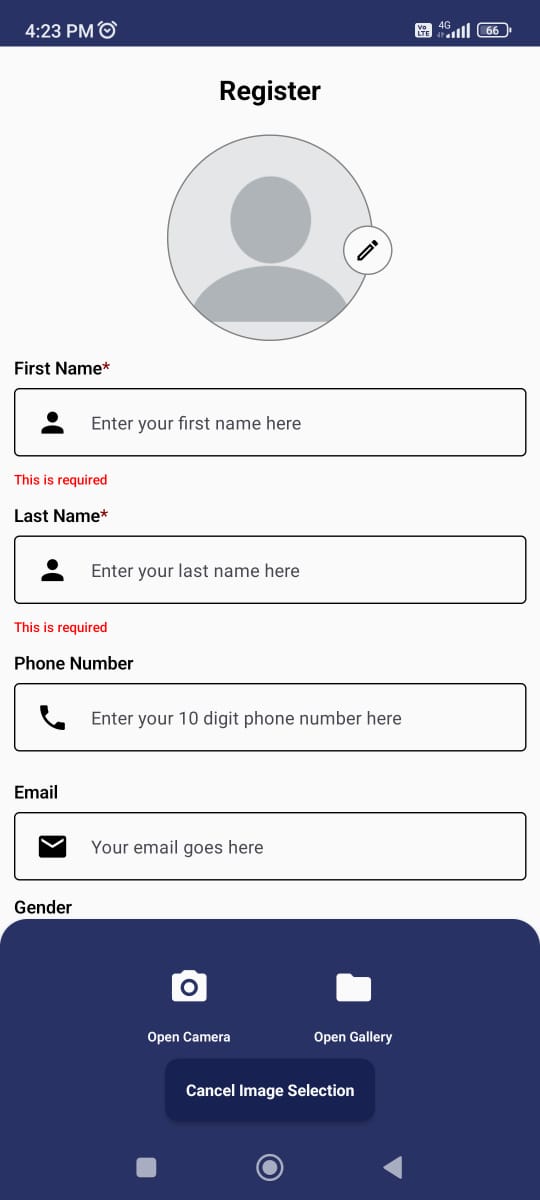 4:23 PM
Vo LTE 4G 66
Register
First Name*
Enter your first name here
This is required
Last Name*
Enter your last name here
This is required
Phone Number
Enter your 10 digit phone number here
Email
Your email goes here
Gender
Open Camera Open Gallery
Cancel Image Selection